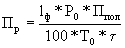 Пр = lф * Р0 * Ппол / 100 * Т0 * τ